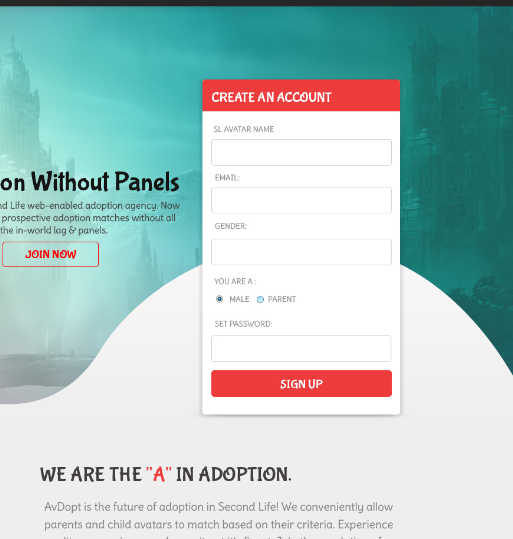 CREATE AN ACCOUNT
SL AVATAR NAME
EMAIL:
GENDER:
YOU ARE A :
MALE PARENT
SET PASSWORD:
SIGN UP
on Without Panels
nd Life web-enabled adoption agency. Now
prospective adoption matches without all
the in-world lag & panels.
JOIN NOW
WE ARE THE "A" IN ADOPTION.
AvDopt is the future of adoption in Second Life! We conveniently allow
parents and child avatars to match based on their criteria. Experience